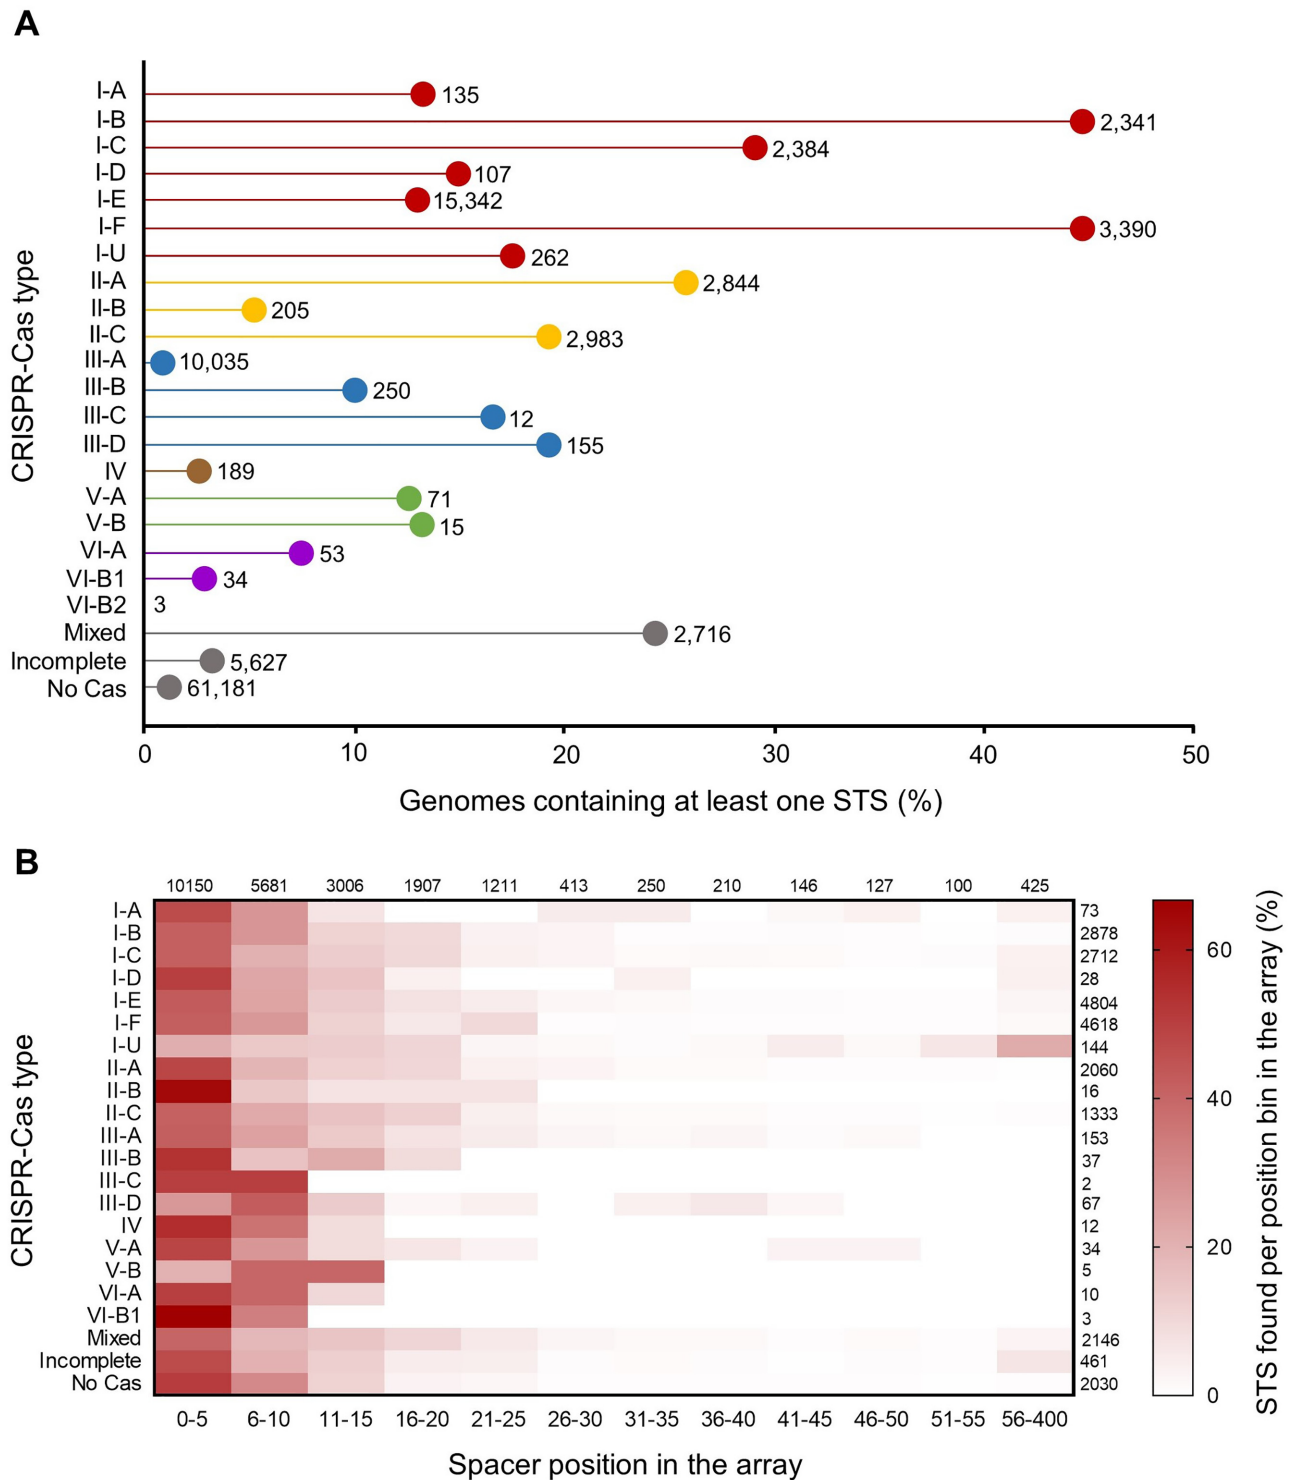 A
I-A 135
I-B 2,341
I-C 2,384
I-D 107
I-E 15,342
I-F 3,390
I-U 262
II-A 2,844
II-B 205
II-C 2,983
III-A 10,035
III-B 250
III-C 12
III-D 155
IV 189
V-A 71
V-B 15
VI-A 53
VI-B1 34
VI-B2 3
Mixed 2,716
Incomplete 5,627
No Cas 61,181
CRISPR-Cas type
0 10 20 30 40 50
Genomes containing at least one STS (%)
B
10150 5681 3006 1907 1211 413 250 210 146 127 100 425
I-A 73
I-B 2878
I-C 2712
I-D 28
I-E 4804
I-F 4618
I-U 144
II-A 2060
II-B 16
II-C 1333
III-A 153
III-B 37
III-C 2
III-D 67
IV 12
V-A 34
V-B 5
VI-A 10
VI-B1 3
Mixed 2146
Incomplete 461
No Cas 2030
CRISPR-Cas type
0-5 6-10 11-15 16-20 21-25 26-30 31-35 36-40 41-45 46-50 51-55 56-400
Spacer position in the array
60
40
20
0
STS found per position bin in the array (%)